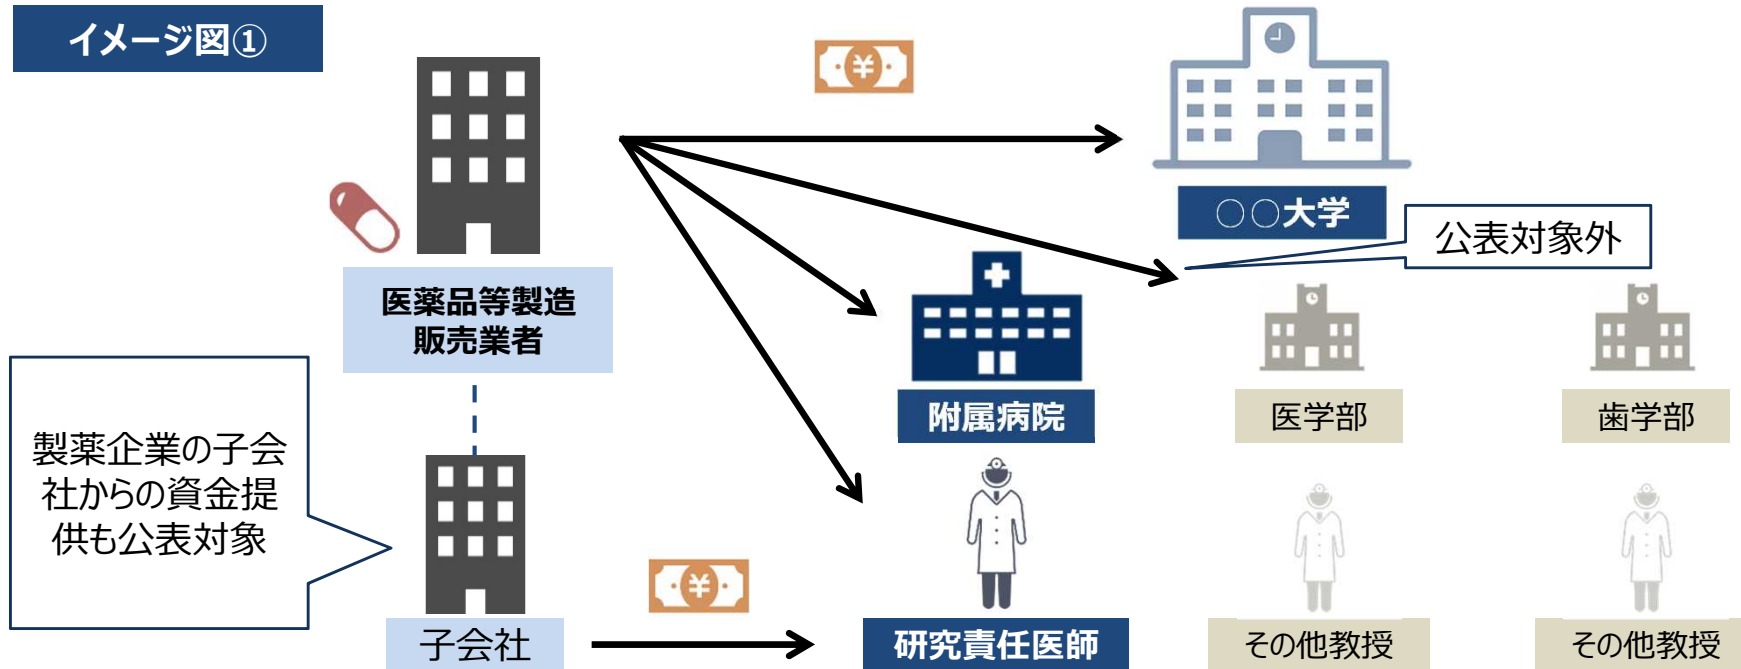 イメージ図①
¥
○○大学
公表対象外
医薬品等製造
販売業者
附属病院
医学部
歯学部
製薬企業の子会
社からの資金提
供も公表対象
¥
子会社
研究責任医師
その他教授
その他教授